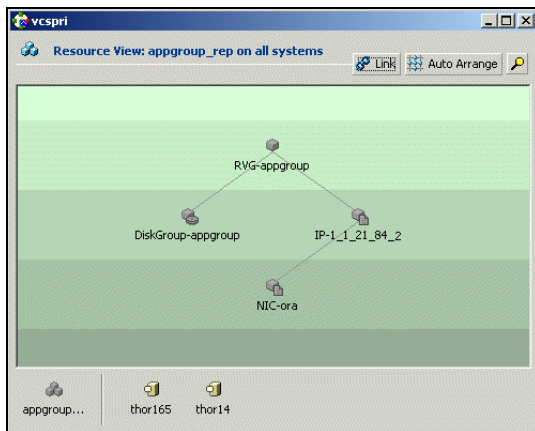 vcspri
Resource View: appgroup_rep on all systems
Link
Auto Arrange
RVG-appgroup
DiskGroup-appgroup
IP-1_1_21_84_2
NIC-ora
appgroup...
thor165
thor14